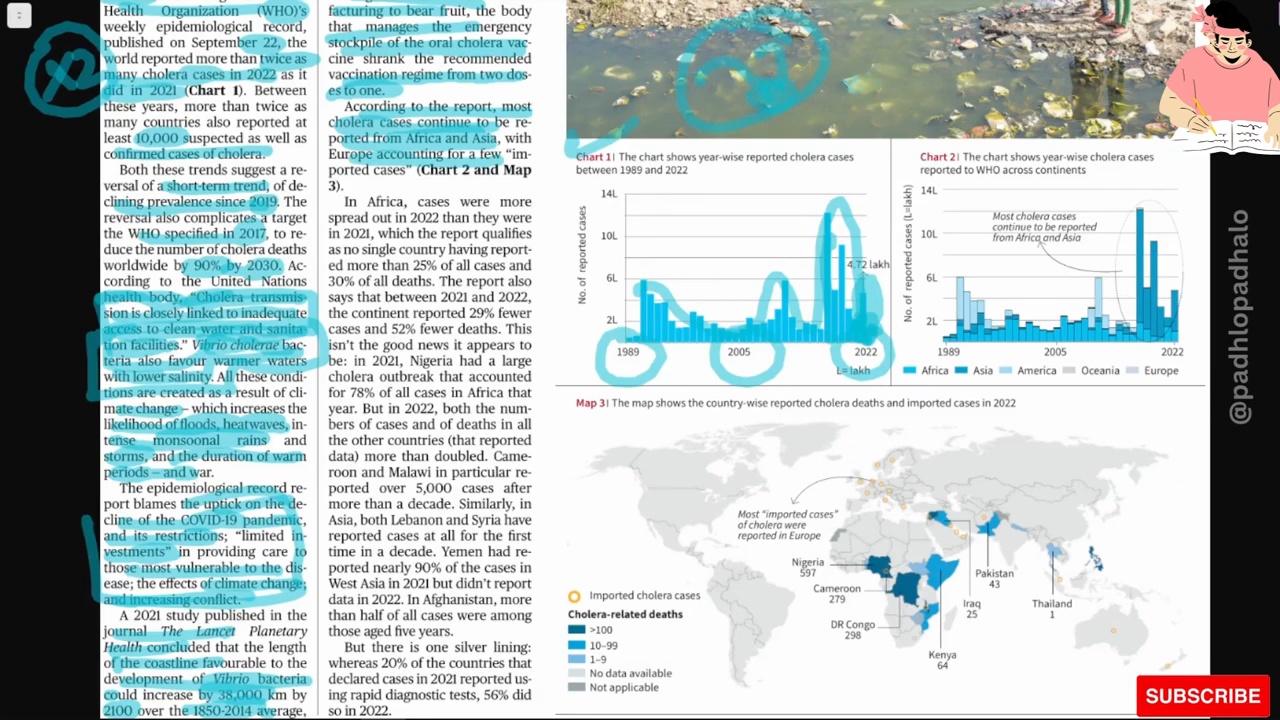 Health Organization (WHO)'s
weekly epidemiological record,
published on September 22, the
world reported more than twice as
many cholera cases in 2022 as it
did in 2021 (Chart 1). Between
these years, more than twice as
many countries also reported at
least 10,000 suspected as well as
confirmed cases of cholera.
Both these trends suggest a re-
versal of a short-term trend, of de-
clining prevalence since 2019. The
reversal also complicates a target
the WHO specified in 2017, to re-
duce the number of cholera deaths
worldwide by 90% by 2030. Ac-
cording to the United Nations
health body, “Cholera transmis-
sion is closely linked to inadequate
access to clean water and sanita-
tion facilities.” Vibrio cholerae bac-
teria also favour warmer waters
with lower salinity. All these condi-
tions are created as a result of cli-
mate change – which increases the
likelihood of floods, heatwaves, in-
tense monsoonal rains and
storms, and the duration of warm
periods – and war.
The epidemiological record re-
port blames the uptick on the de-
cline of the COVID-19 pandemic,
and its restrictions; “limited in-
vestments” in providing care to
those most vulnerable to the dis-
ease; the effects of climate change;
and increasing conflict.
A 2021 study published in the
journal The Lancet Planetary
Health concluded that the length
of the coastline favourable to the
development of Vibrio bacteria
could increase by 38,000 km by
2100 over the 1850-2014 average,
facturing to bear fruit, the body
that manages the emergency
stockpile of the oral cholera vac-
cine shrank the recommended
vaccination regime from two dos-
es to one.
According to the report, most
cholera cases continue to be re-
ported from Africa and Asia, with
Europe accounting for a few “im-
ported cases” (Chart 2 and Map
3).
In Africa, cases were more
spread out in 2022 than they were
in 2021, which the report qualifies
as no single country having report-
ed more than 25% of all cases and
30% of all deaths. The report also
says that between 2021 and 2022,
the continent reported 29% fewer
cases and 52% fewer deaths. This
isn't the good news it appears to
be: in 2021, Nigeria had a large
cholera outbreak that accounted
for 78% of all cases in Africa that
year. But in 2022, both the num-
bers of cases and of deaths in all
the other countries (that reported
data) more than doubled. Came-
roon and Malawi in particular re-
ported over 5,000 cases after
more than a decade. Similarly, in
Asia, both Lebanon and Syria have
reported cases at all for the first
time in a decade. Yemen had re-
ported nearly 90% of the cases in
West Asia in 2021 but didn't report
data in 2022. In Afghanistan, more
than half of all cases were among
those aged five years.
But there is one silver lining:
whereas 20% of the countries that
declared cases in 2021 reported us-
ing rapid diagnostic tests, 56% did
so in 2022.
Chart 1 | The chart shows year-wise reported cholera cases
between 1989 and 2022
No. of reported cases
14L
10L
6L
2L
4.72 lakh
1989
2005
2022
L= lakh
Chart 2 | The chart shows year-wise cholera cases
reported to WHO across continents
No. of reported cases (L=lakh)
14L
10L
6L
2L
Most cholera cases
continue to be reported
from Africa and Asia
1989
2005
2022
Africa
Asia
America
Oceania
Europe
Map 3 | The map shows the country-wise reported cholera deaths and imported cases in 2022
Most “imported cases”
of cholera were
reported in Europe
Nigeria
597
Cameroon
279
DR Congo
298
Kenya
64
Iraq
25
Pakistan
43
Thailand
1
Imported cholera cases
Cholera-related deaths
>100
10–99
1–9
No data available
Not applicable
@padhlopadhalo
SUBSCRIBE